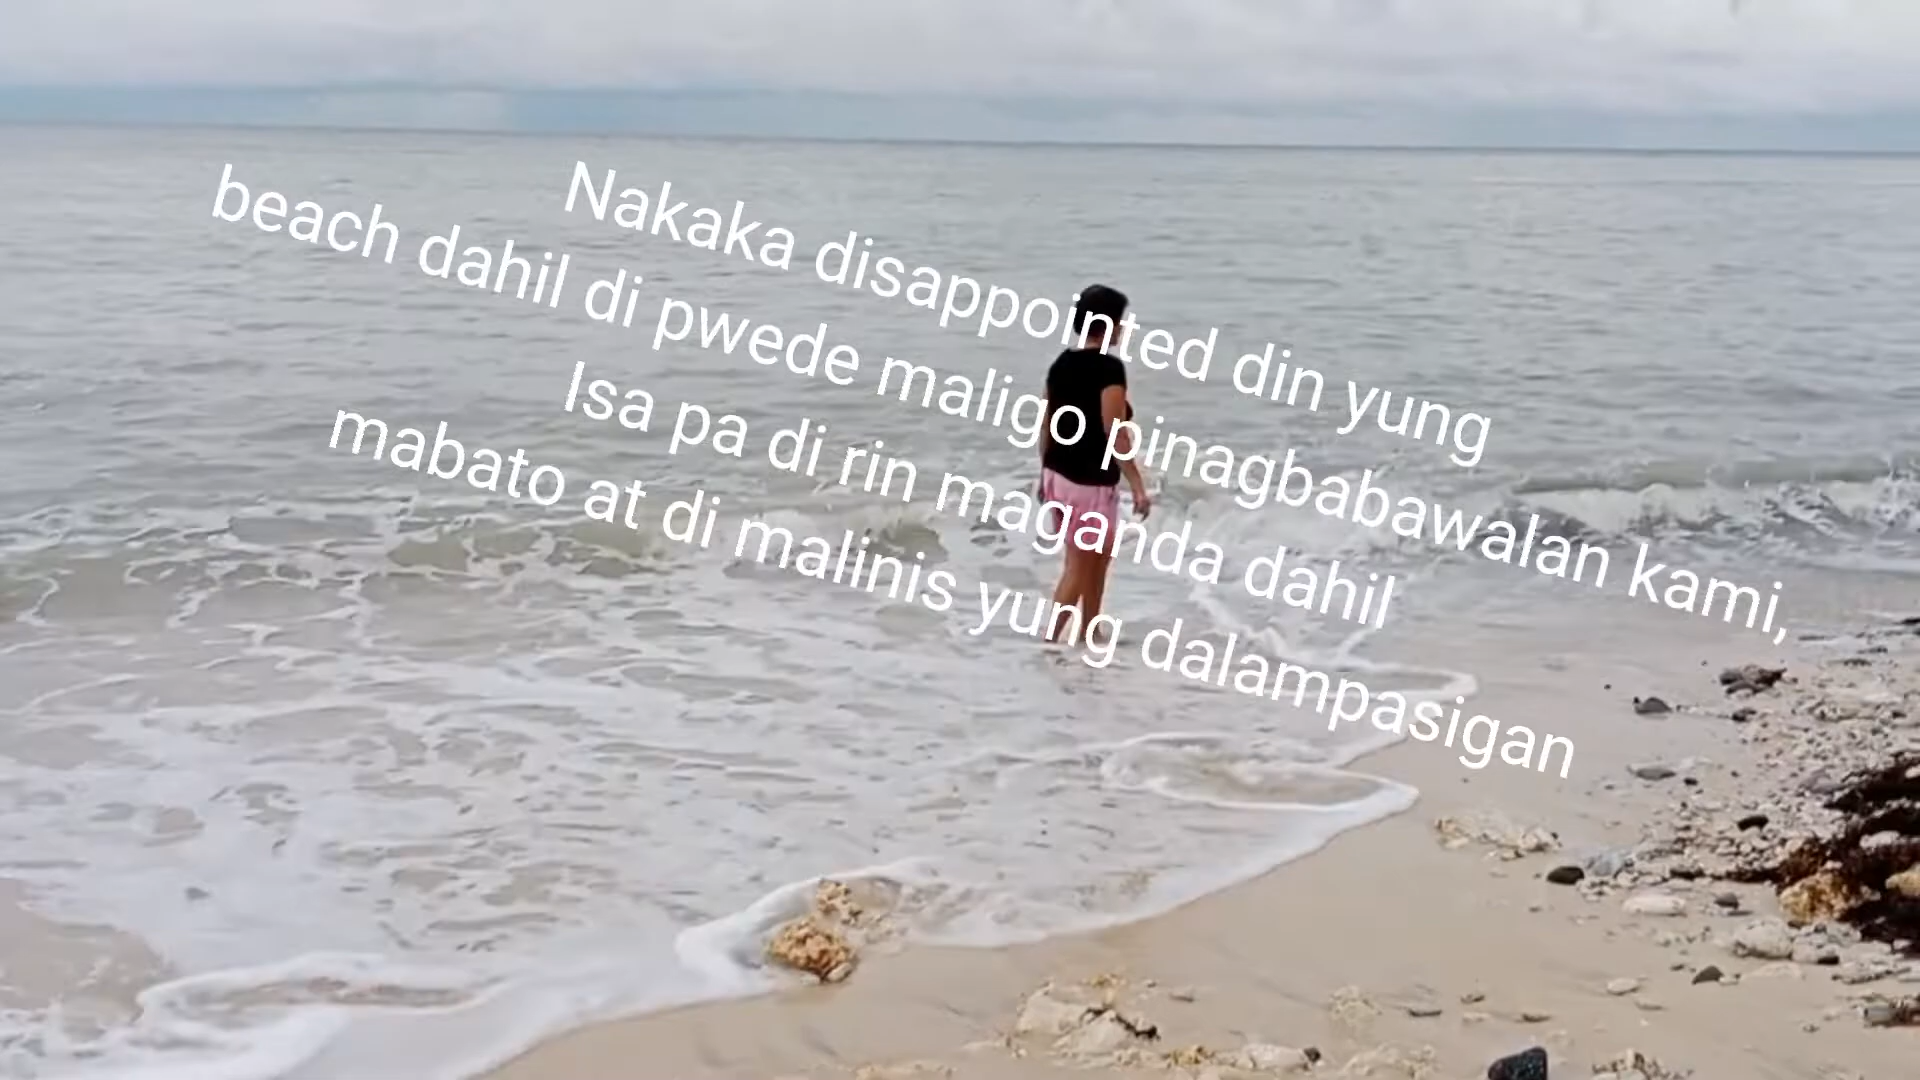 Nakaka disappointed din yung
beach dahil di pwede maligo pinagbabawalan kami,
Isa pa di rin maganda dahil
mabato at di malinis yung dalampasigan